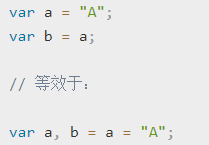 var a = "A";
var b = a;
// 等效于：
var a, b = a = "A";